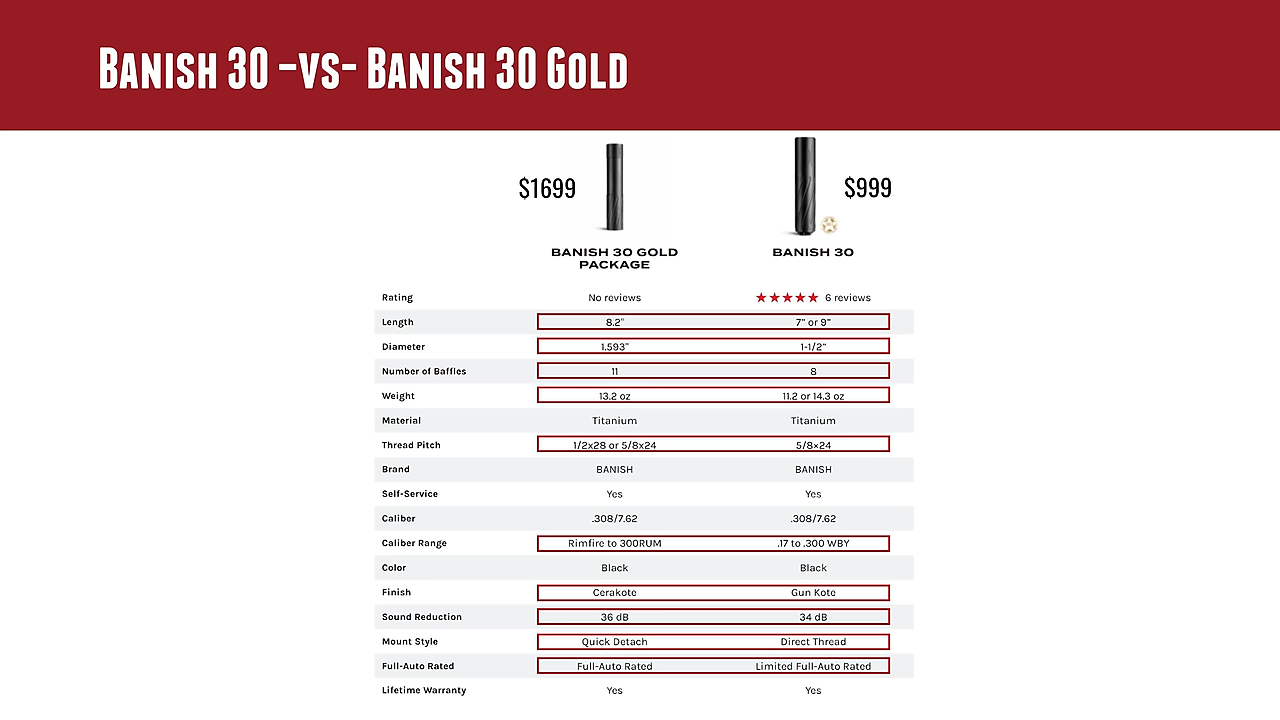 BANISH 30 –VS- BANISH 30 GOLD
$1699
$999
BANISH 30 GOLD
PACKAGE
BANISH 30
Rating No reviews ★★★★★ 6 reviews
Length 8.2" 7” or 9”
Diameter 1.593" 1-1/2”
Number of Baffles 11 8
Weight 13.2 oz 11.2 or 14.3 oz
Material Titanium Titanium
Thread Pitch 1/2x28 or 5/8x24 5/8×24
Brand BANISH BANISH
Self-Service Yes Yes
Caliber .308/7.62 .308/7.62
Caliber Range Rimfire to 300RUM .17 to .300 WBY
Color Black Black
Finish Cerakote Gun Kote
Sound Reduction 36 dB 34 dB
Mount Style Quick Detach Direct Thread
Full-Auto Rated Full-Auto Rated Limited Full-Auto Rated
Lifetime Warranty Yes Yes